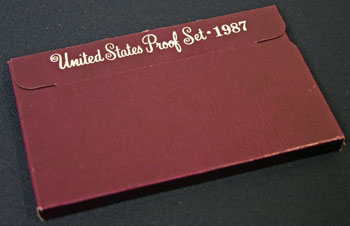 United States Proof Set • 1987